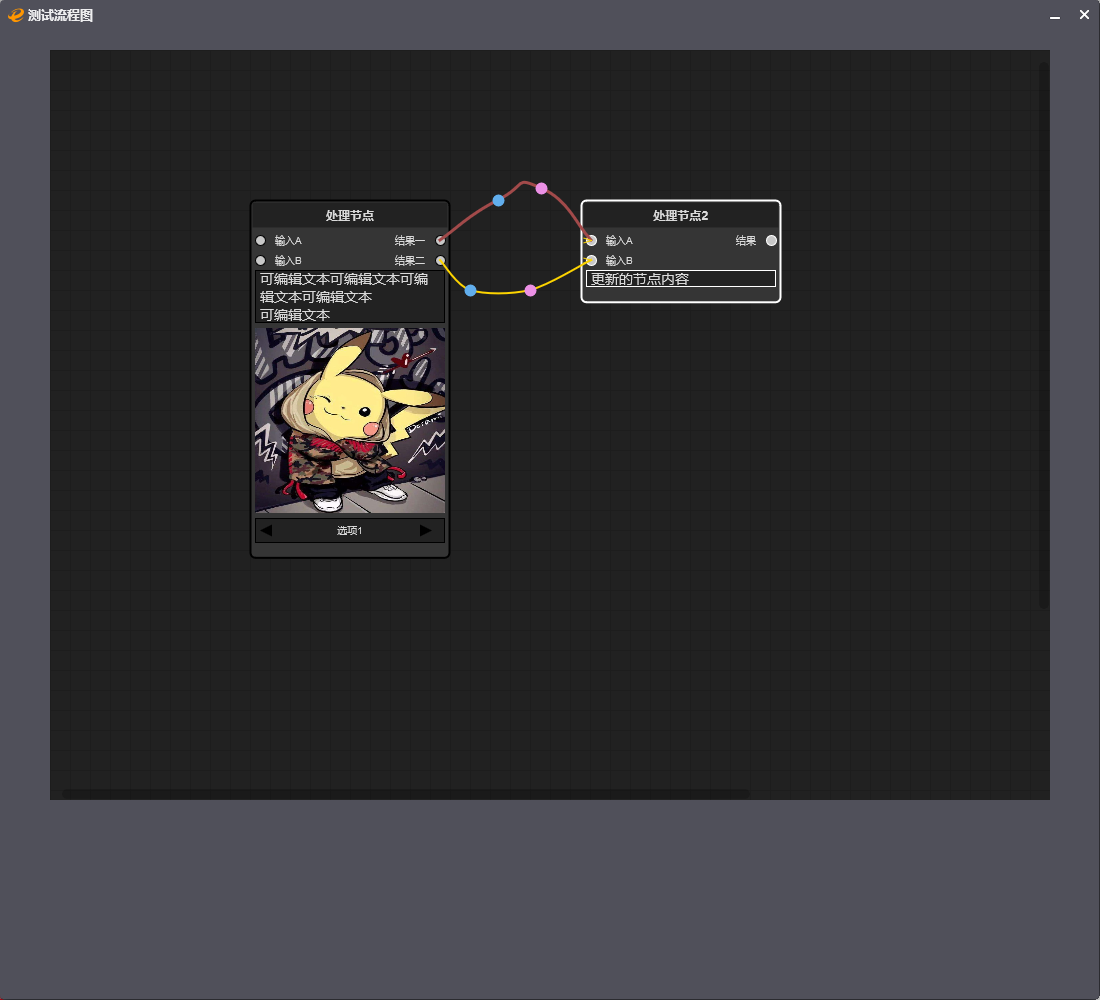 测试流程图
处理节点
处理节点2
输入A
结果一
输入A
结果
输入B
结果二
输入B
可编辑文本可编辑文本可编
辑文本可编辑文本
可编辑文本
更新的节点内容
选项1